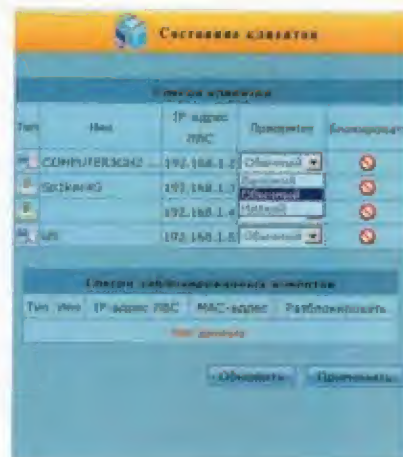 Состояние клиентов
Список клиентов
Тип Имя IP-адрес ЛВС Приоритет Блокировать
192.168.1.2 Обычный
Spiker4G 192.168.1.3
Обычный
Низкий
192.168.1.4
192.168.1.5 Обычный
Список заблокированных клиентов
Тип Имя IP-адрес ЛВС MAC-адрес Разблокировать
Нет данных
Обновить Применить